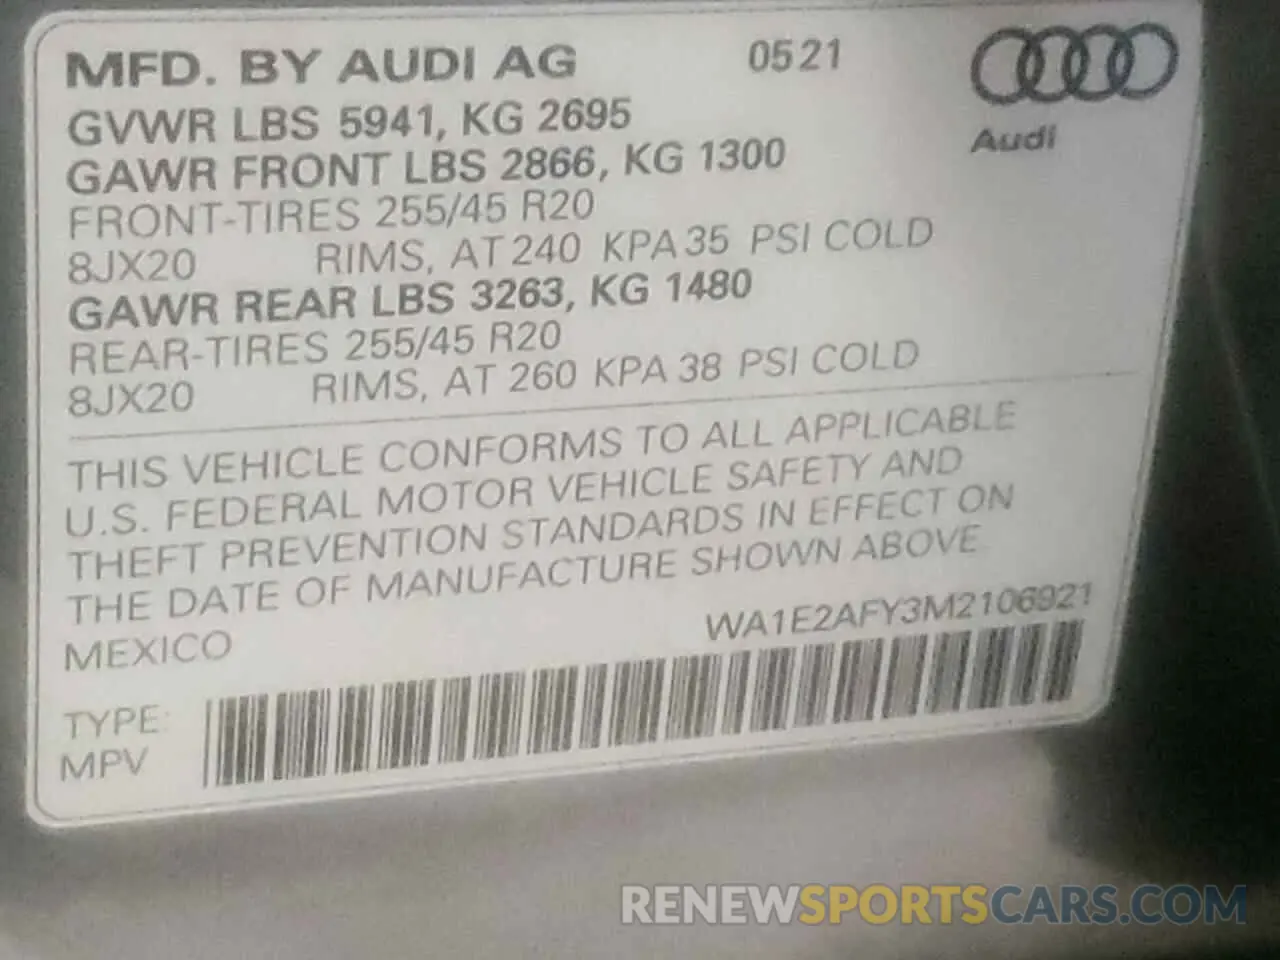 MFD. BY AUDI AG 0521
Audi
GVWR LBS 5941, KG 2695
GAWR FRONT LBS 2866, KG 1300
FRONT-TIRES 255/45 R20
8JX20 RIMS, AT 240 KPA 35 PSI COLD
GAWR REAR LBS 3263, KG 1480
REAR-TIRES 255/45 R20
8JX20 RIMS, AT 260 KPA 38 PSI COLD
THIS VEHICLE CONFORMS TO ALL APPLICABLE
U.S. FEDERAL MOTOR VEHICLE SAFETY AND
THEFT PREVENTION STANDARDS IN EFFECT ON
THE DATE OF MANUFACTURE SHOWN ABOVE
MEXICO WA1E2AFY3M2106921
TYPE:
MPV
RENEWSPORTSCARS.COM